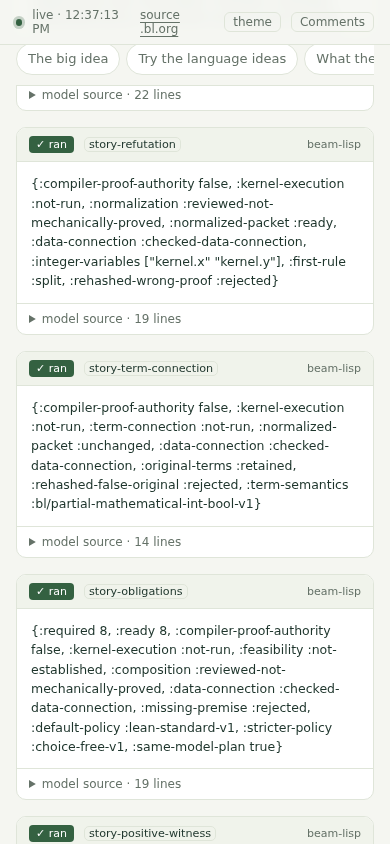 live · 12:37:13
PM
source
.bl.org
theme
Comments
The big idea
Try the language ideas
What the
▶ model source · 22 lines
✓ ran
story-refutation
beam-lisp
{:compiler-proof-authority false, :kernel-execution
:not-run, :normalization :reviewed-not-
mechanically-proved, :normalized-packet :ready,
:data-connection :checked-data-connection,
:integer-variables ["kernel.x" "kernel.y"], :first-rule
:split, :rehashed-wrong-proof :rejected}
▶ model source · 19 lines
✓ ran
story-term-connection
beam-lisp
{:compiler-proof-authority false, :kernel-execution
:not-run, :term-connection :not-run, :normalized-
packet :unchanged, :data-connection :checked-
data-connection, :original-terms :retained,
:rehashed-false-original :rejected, :term-semantics
:bl/partial-mathematical-int-bool-v1}
▶ model source · 14 lines
✓ ran
story-obligations
beam-lisp
{:required 8, :ready 8, :compiler-proof-authority
false, :kernel-execution :not-run, :feasibility :not-
established, :composition :reviewed-not-
mechanically-proved, :data-connection :checked-
data-connection, :missing-premise :rejected,
:default-policy :lean-standard-v1, :stricter-policy
:choice-free-v1, :same-model-plan true}
▶ model source · 19 lines
✓ ran
story-positive-witness
beam-lisp